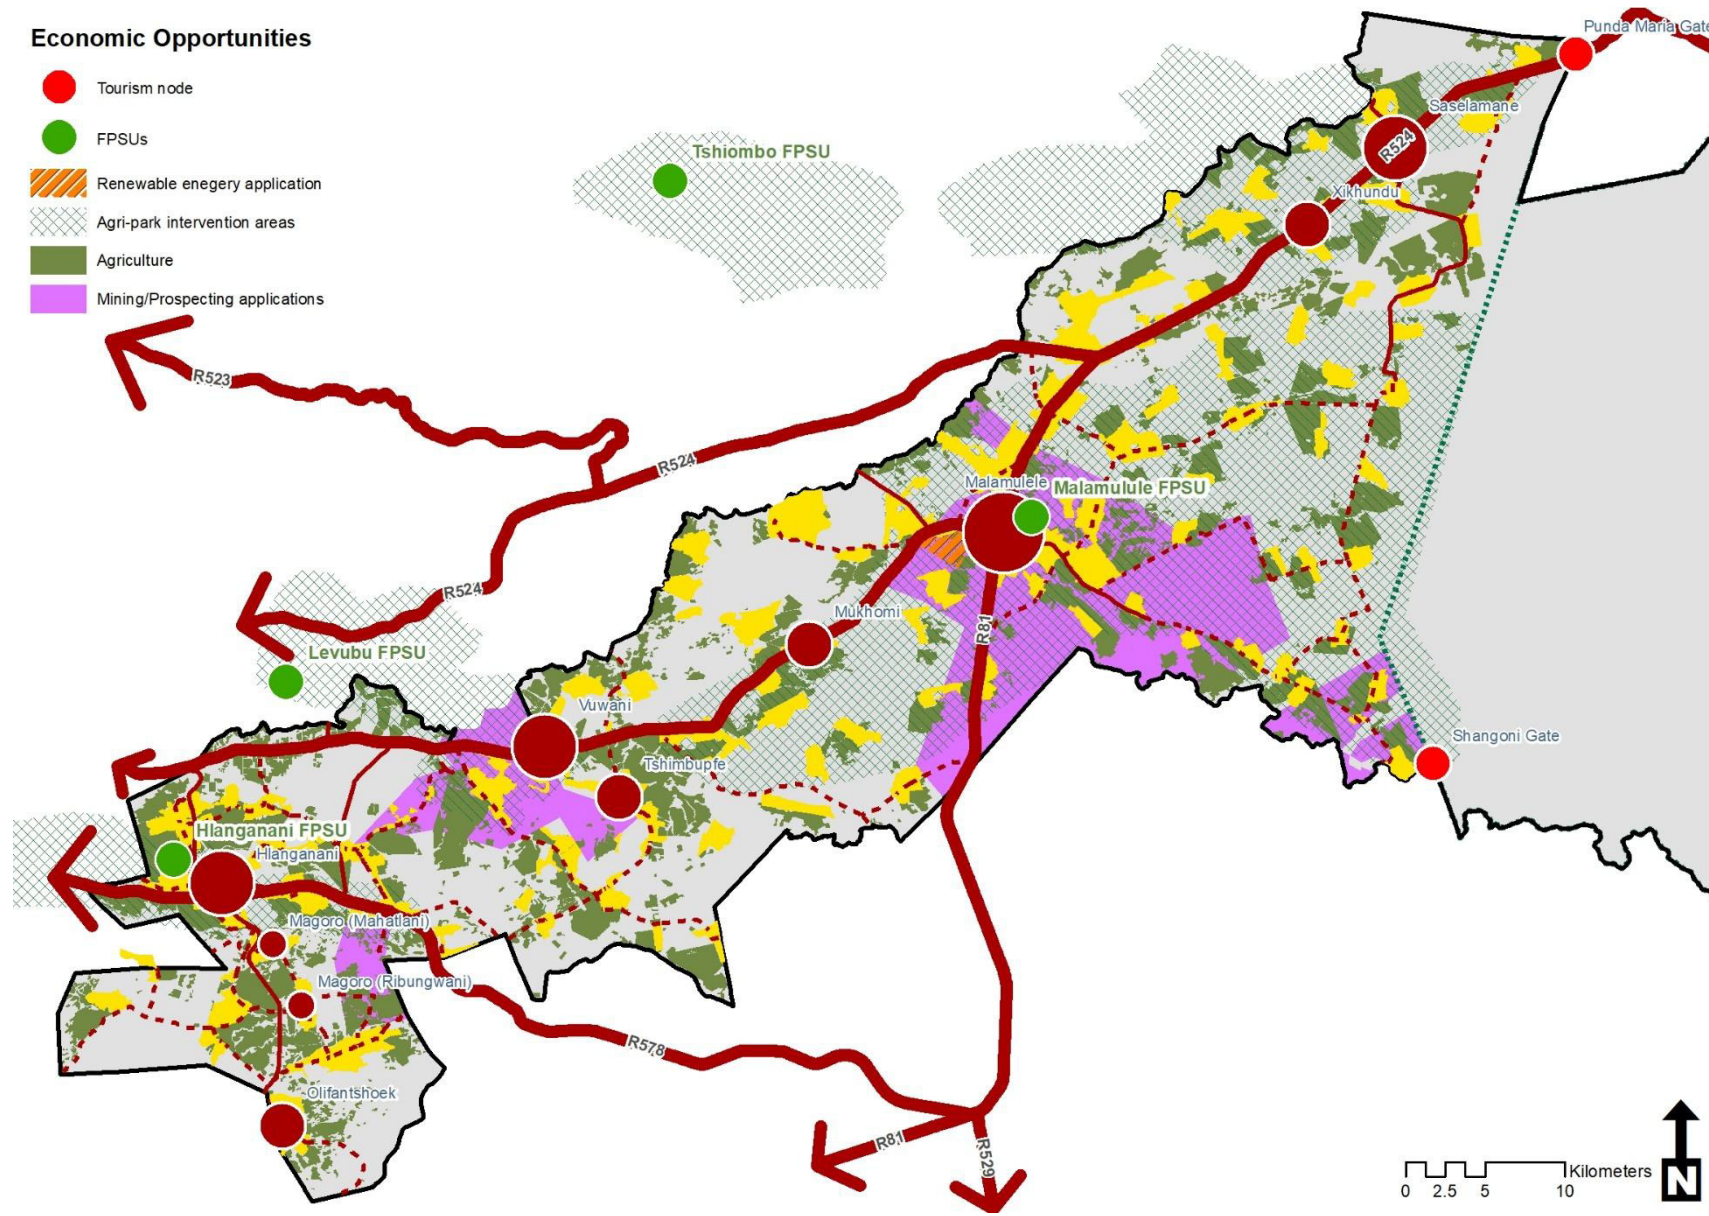 Economic Opportunities
Tourism node
FPSUs
Renewable enegery application
Agri-park intervention areas
Agriculture
Mining/Prospecting applications
Punda Maria Gate
Saselamane
R524
Xikhundu
Tshiombo FPSU
R523
R524
Malamulele
Malamulule FPSU
R524
Mukhomi
R81
Levubu FPSU
Vuwani
Shangoni Gate
Tshimbupfe
Hlanganani FPSU
Hlanganani
Magoro (Mahatlani)
Magoro (Ribungwani)
R578
Olifantshoek
R81
R529
Kilometers
0 2.5 5 10
N